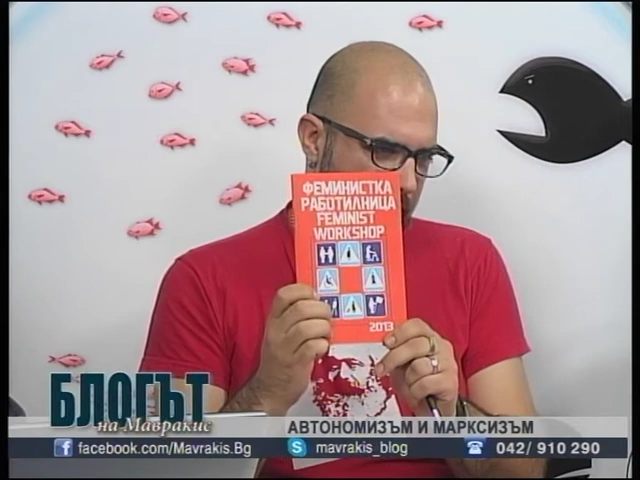 ФЕМИНИСТКА
РАБОТИЛНИЦА
FEMINIST
WORKSHOP
2013
БЛОГЪТ
на Мавракис
АВТОНОМИЗЪМ И МАРКСИЗЪМ
facebook.com/Mavrakis.Bg
mavrakis_blog
042/ 910 290